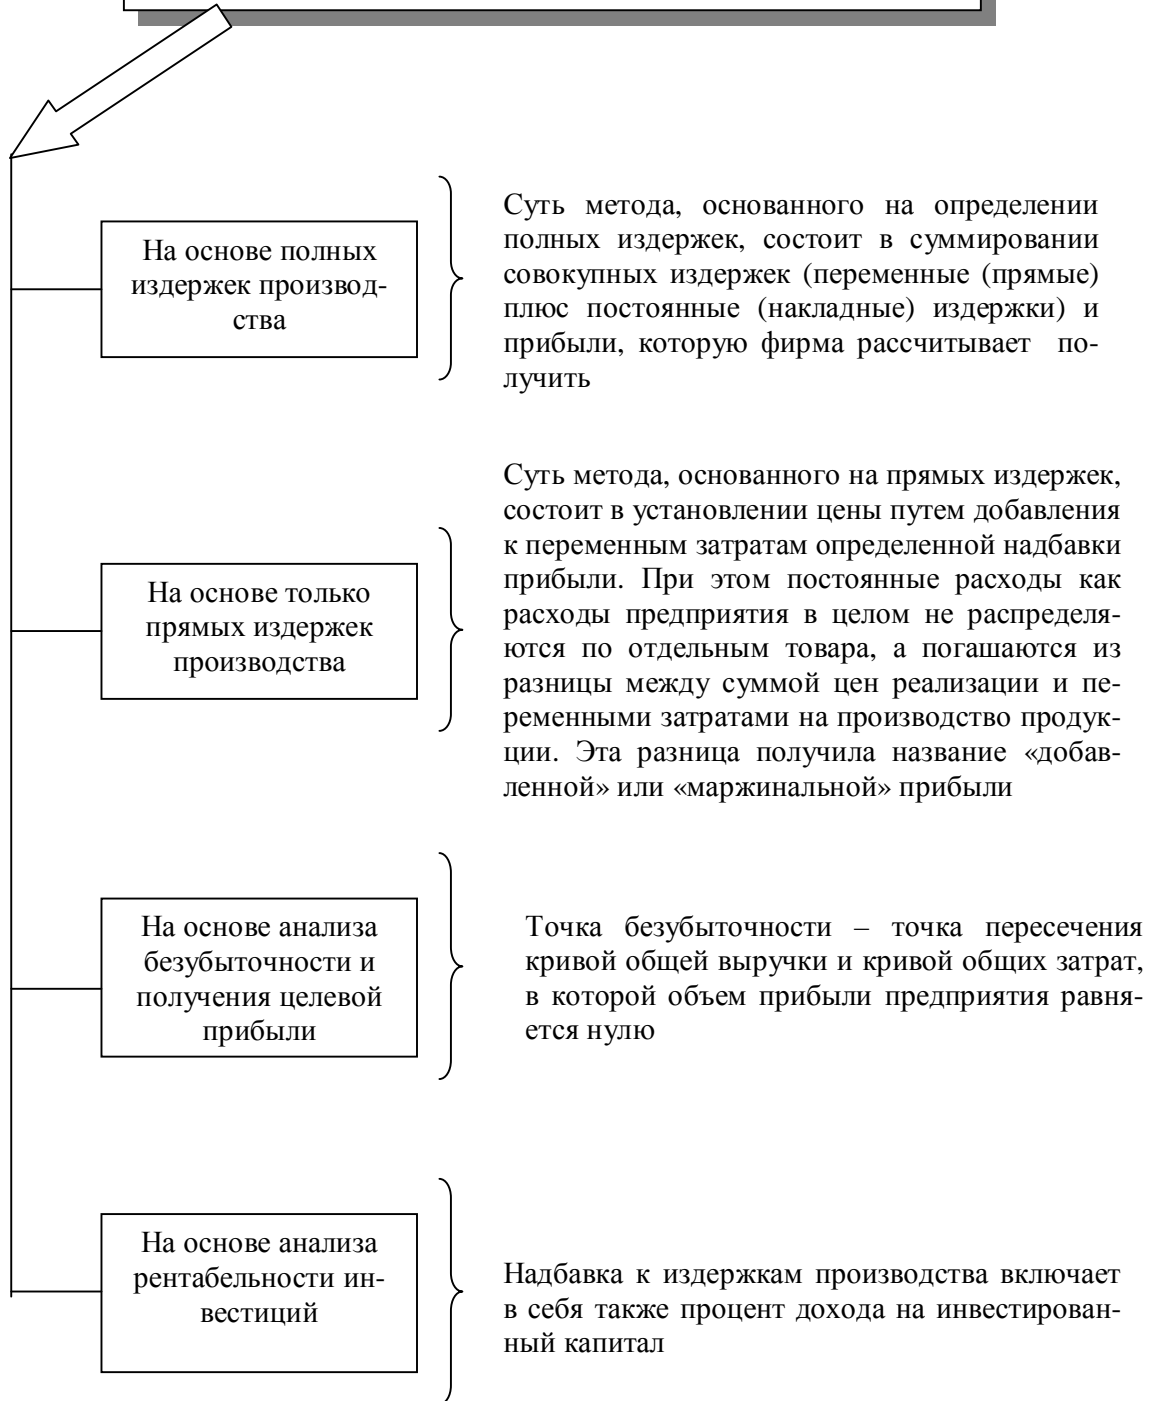 На основе полных
издержек производ-
ства
Суть метода, основанного на определении
полных издержек, состоит в суммировании
совокупных издержек (переменные (прямые)
плюс постоянные (накладные) издержки) и
прибыли, которую фирма рассчитывает по-
лучить
На основе только
прямых издержек
производства
Суть метода, основанного на прямых издержек,
состоит в установлении цены путем добавления
к переменным затратам определенной надбавки
прибыли. При этом постоянные расходы как
расходы предприятия в целом не распределя-
ются по отдельным товара, а погашаются из
разницы между суммой цен реализации и пе-
ременными затратами на производство продук-
ции. Эта разница получила название «добав-
ленной» или «маржинальной» прибыли
На основе анализа
безубыточности и
получения целевой
прибыли
Точка безубыточности – точка пересечения
кривой общей выручки и кривой общих затрат,
в которой объем прибыли предприятия равня-
ется нулю
На основе анализа
рентабельности ин-
вестиций
Надбавка к издержкам производства включает
в себя также процент дохода на инвестирован-
ный капитал